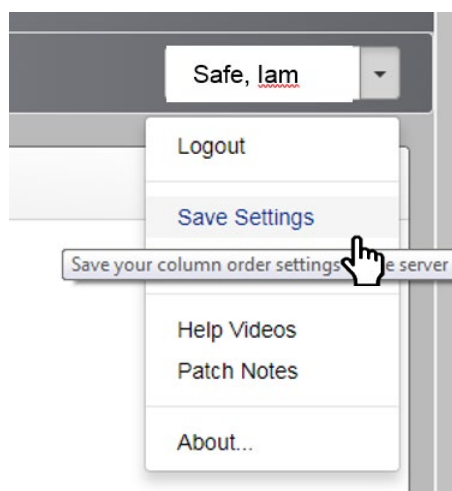 Safe, Iam
Logout
Save Settings
Save your column order settings e server
Help Videos
Patch Notes
About...